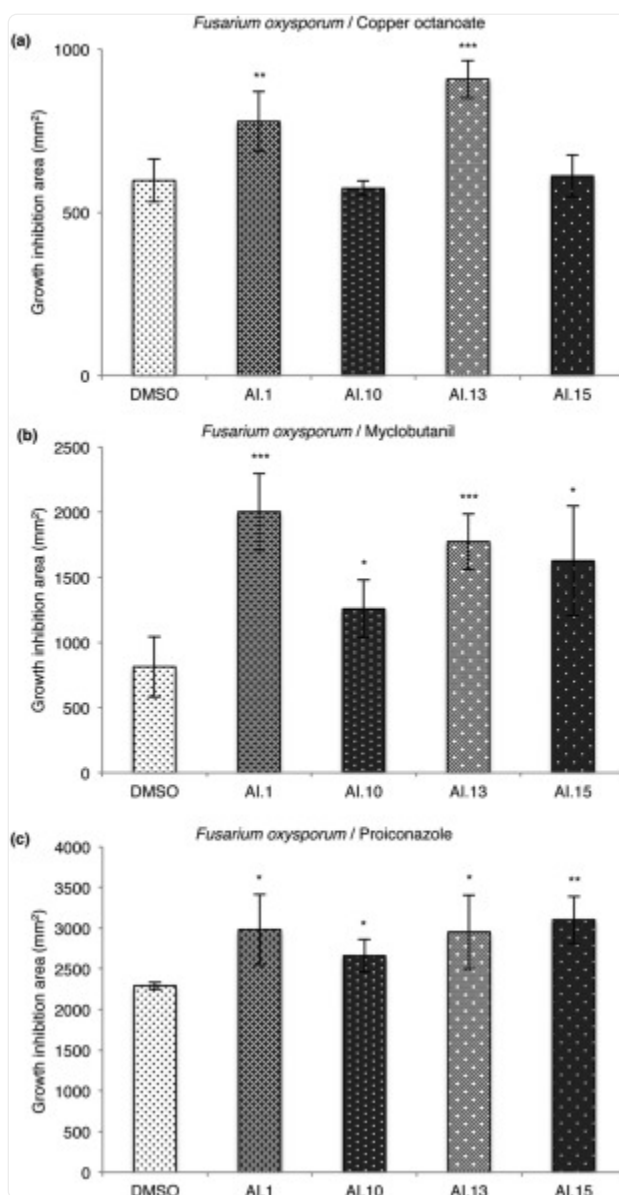 Fusarium oxysporum / Copper octanoate
(a)
1000
500
0
Growth inhibition area (mm²)
**
***
DMSO AI.1 AI.10 AI.13 AI.15
Fusarium oxysporum / Myclobutanil
(b)
2500
2000
1500
1000
500
0
Growth inhibition area (mm²)
***
*
***
*
DMSO AI.1 AI.10 AI.13 AI.15
Fusarium oxysporum / Proiconazole
(c)
4000
3500
3000
2500
2000
1500
1000
500
0
Growth inhibition area (mm²)
*
*
*
**
DMSO AI.1 AI.10 AI.13 AI.15